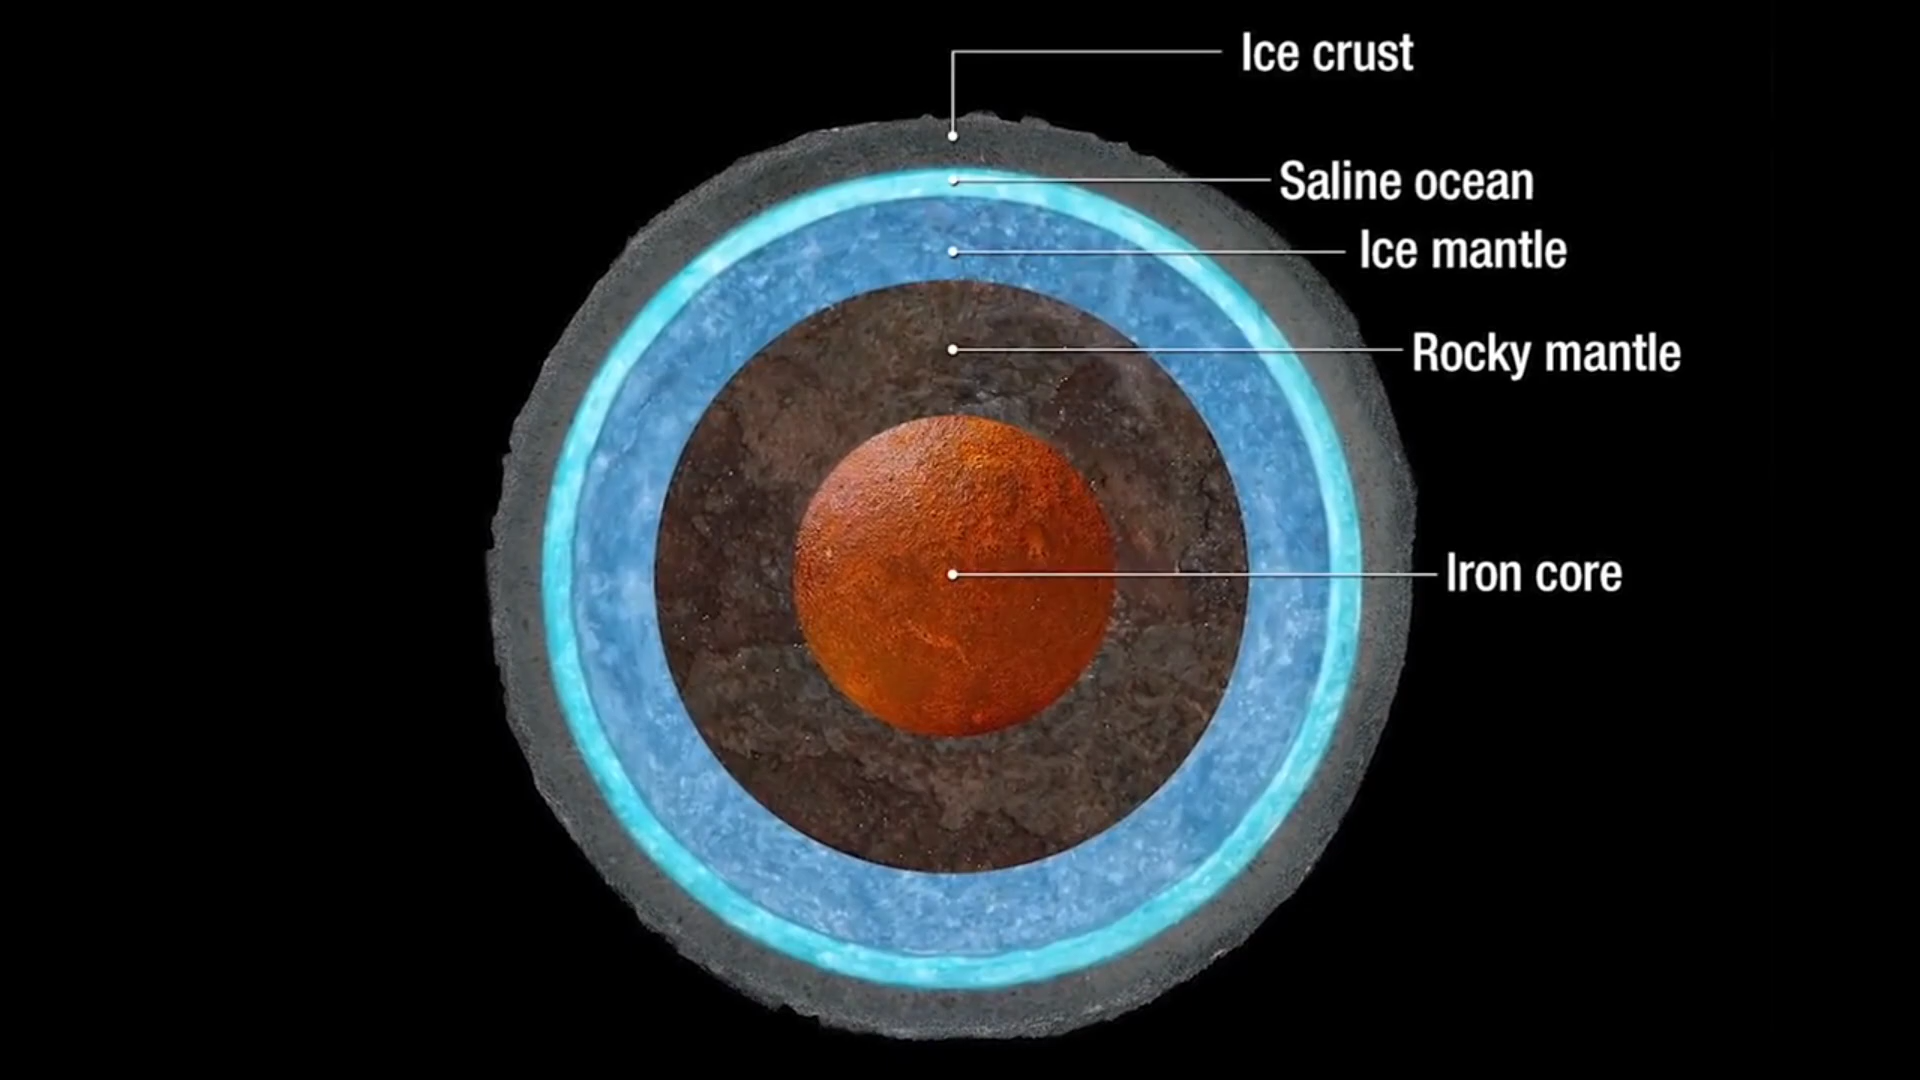 Ice crust
Saline ocean
Ice mantle
Rocky mantle
Iron core